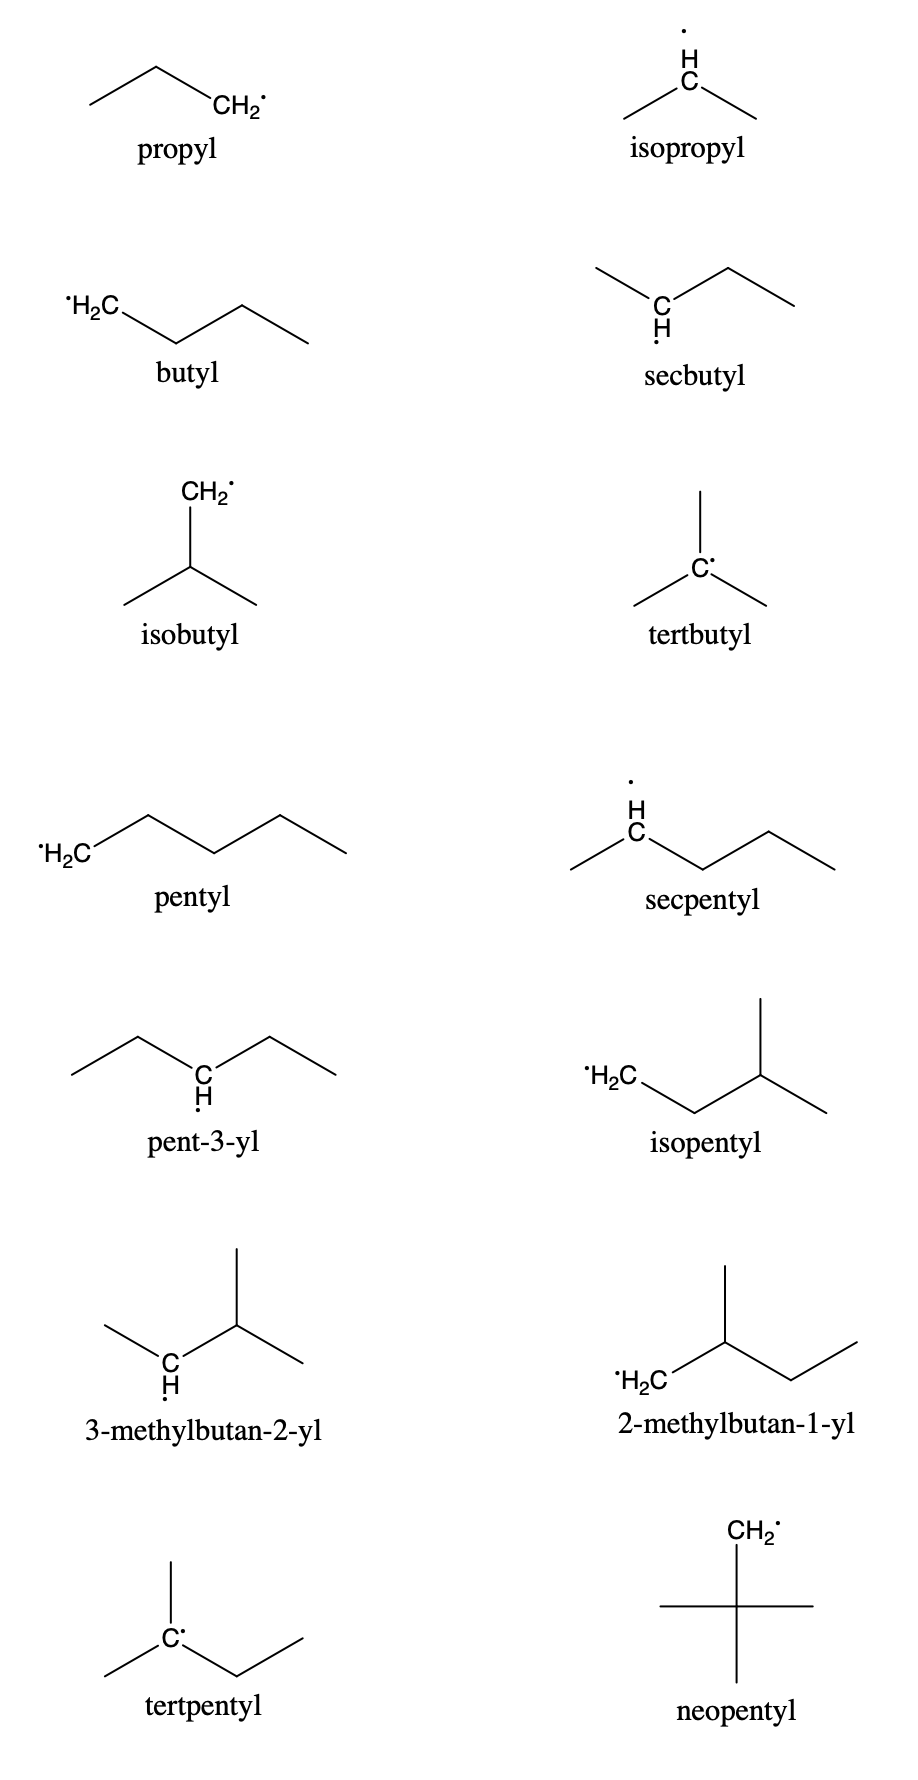 CH₂·
propyl
·
H
C
isopropyl
·H₂C
butyl
C
H
·
secbutyl
CH₂·
isobutyl
C·
tertbutyl
·H₂C
pentyl
·
H
C
secpentyl
C
H
·
pent-3-yl
·H₂C
isopentyl
C
H
·
3-methylbutan-2-yl
·H₂C
2-methylbutan-1-yl
C·
tertpentyl
CH₂·
neopentyl